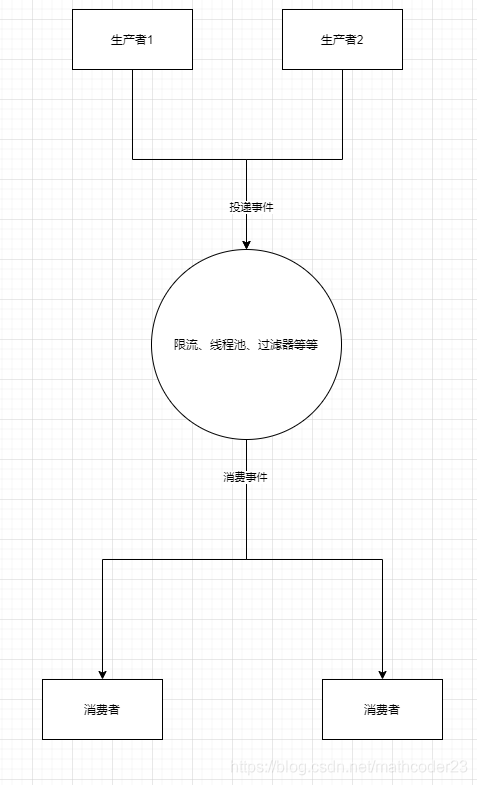 生产者1
生产者2
投递事件
限流、线程池、过滤器等等
消费事件
消费者
消费者
https://blog.csdn.net/mathcoder23